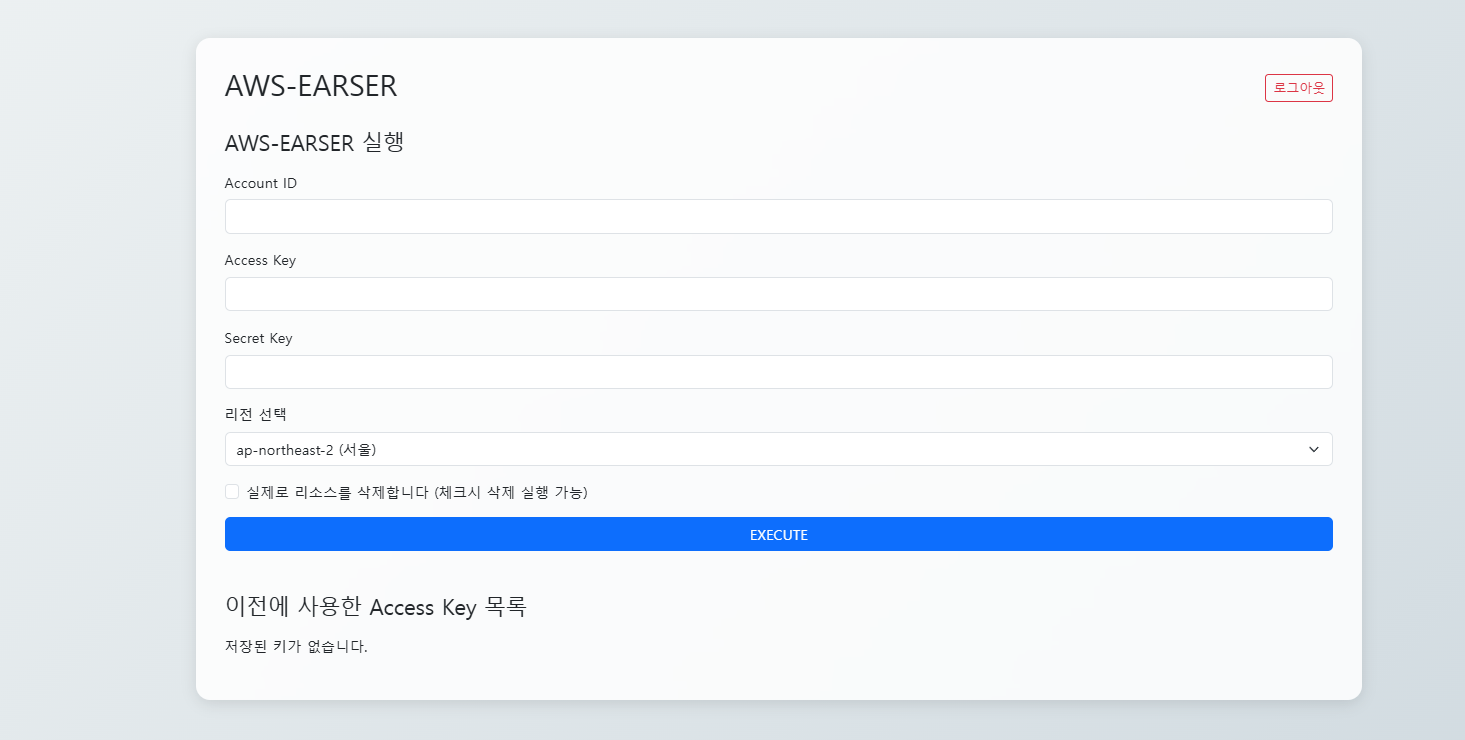 AWS-EARSER
로그아웃
AWS-EARSER 실행
Account ID
Access Key
Secret Key
리전 선택
ap-northeast-2 (서울)
실제로 리소스를 삭제합니다 (체크시 삭제 실행 가능)
EXECUTE
이전에 사용한 Access Key 목록
저장된 키가 없습니다.